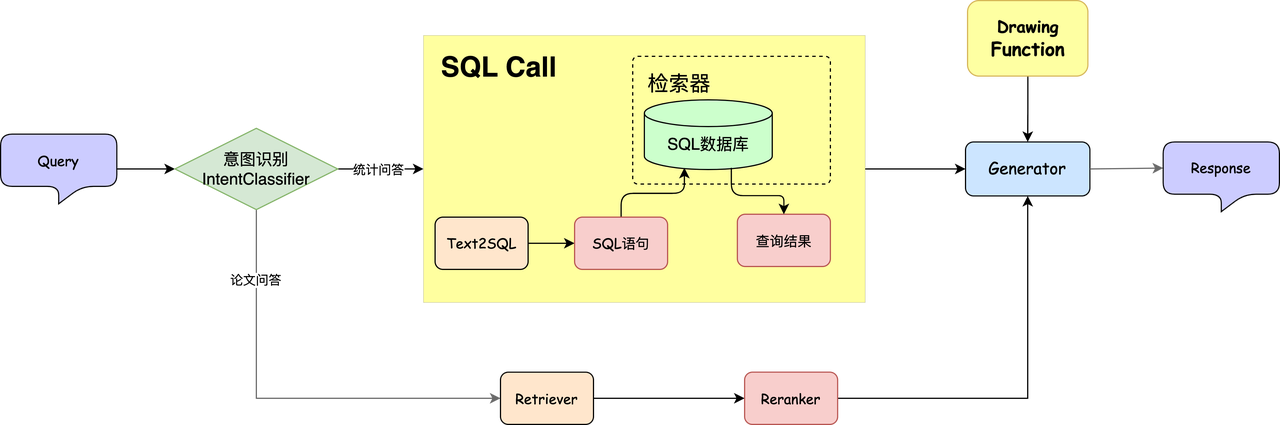 Drawing
Function
SQL Call
检索器
SQL数据库
Query
意图识别
IntentClassifier
统计问答
Generator
Response
Text2SQL
SQL语句
查询结果
论文问答
Retriever
Reranker